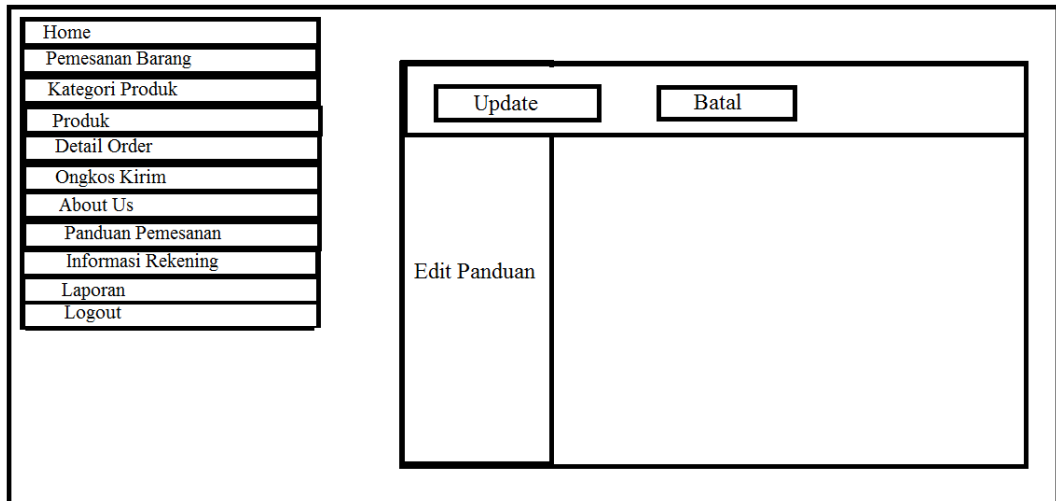 Home
Pemesanan Barang
Kategori Produk
Produk
Detail Order
Ongkos Kirim
About Us
Panduan Pemesanan
Informasi Rekening
Laporan
Logout
Update
Batal
Edit Panduan